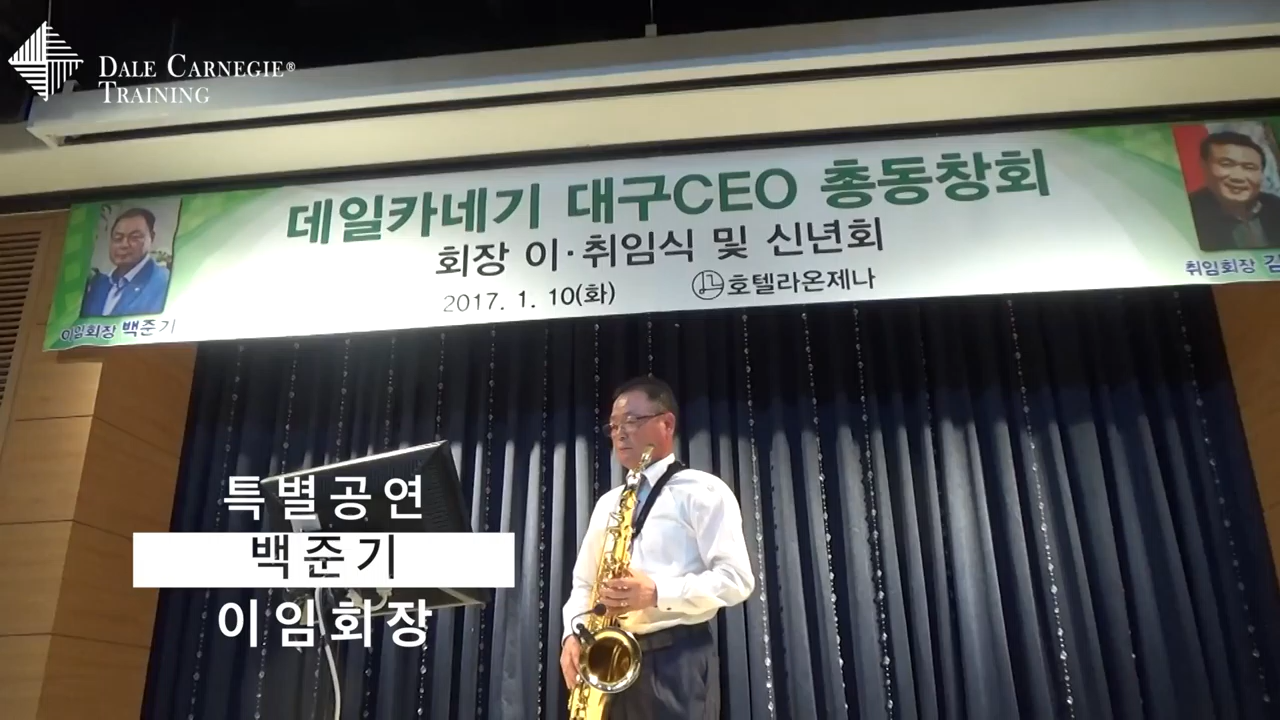 DALE CARNEGIE®
TRAINING
데일카네기 대구CEO 총동창회
회장 이·취임식 및 신년회
2017. 1. 10(화)
호텔라온제나
이임회장 백준기
취임회장 김
특별공연
백준기
이임회장